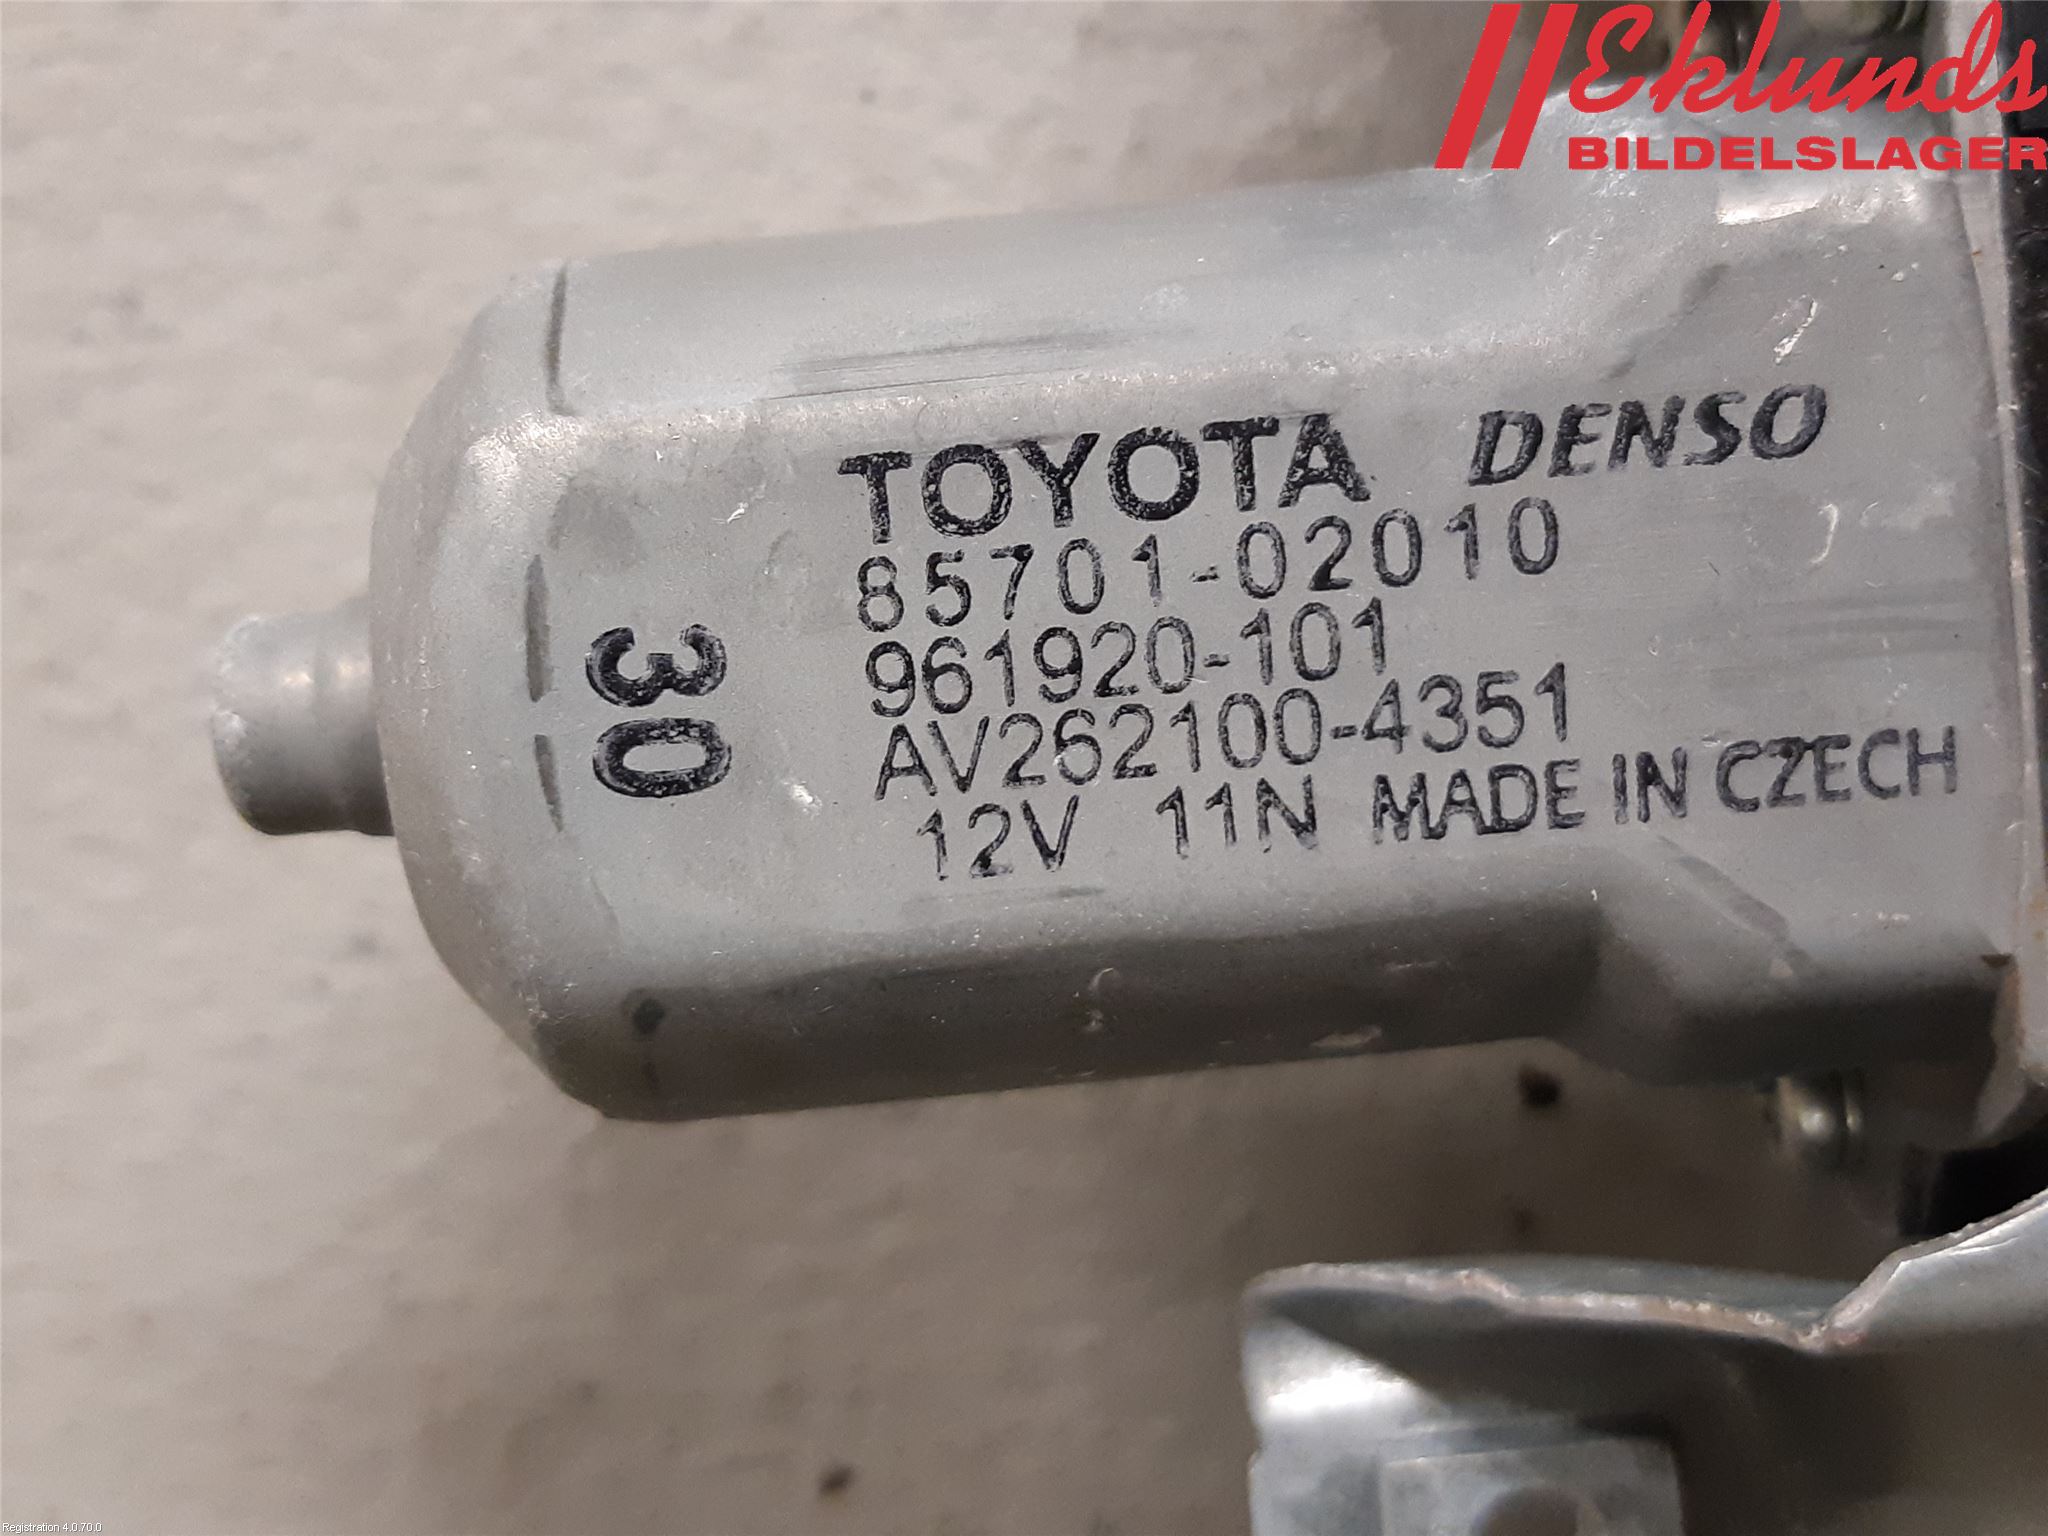 Eklunds
BILDELSLAGER
TOYOTA DENSO
85701-02010
961920-101
AV262100-4351
12V 11N MADE IN CZECH
30
Registration 4.0.70.0